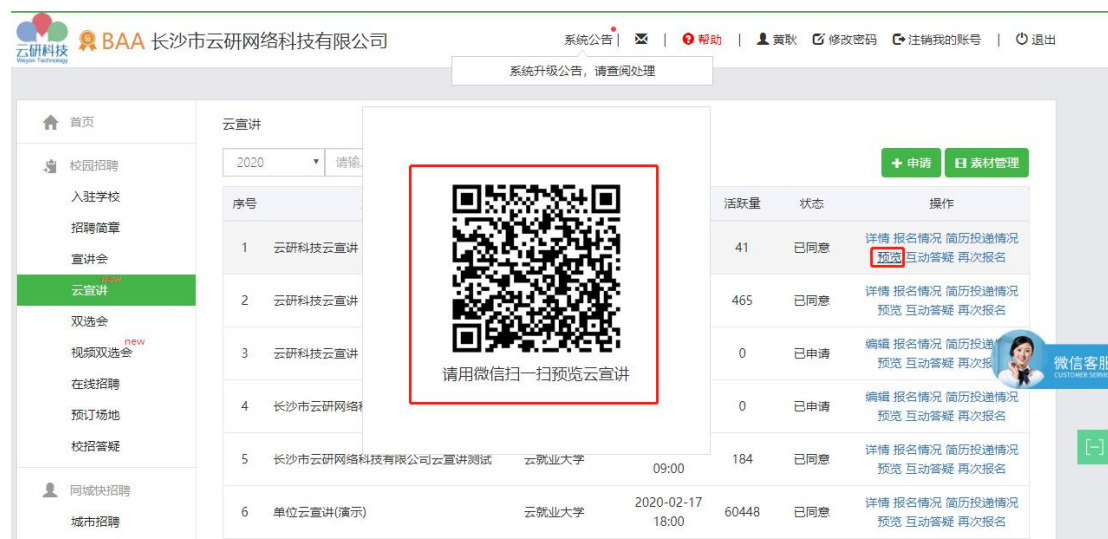 云研科技
Weyon Technology
BAA 长沙市云研网络科技有限公司
系统公告| | 帮助 | 黄耿 修改密码 注销我的账号 | 退出
系统升级公告，请查阅处理
首页
校园招聘
入驻学校
招聘简章
宣讲会
云宣讲 new
双选会
视频双选会 new
在线招聘
预订场地
校招答疑
同城快招聘
城市招聘
云宣讲
2020 请输
申请 素材管理
序号 活跃量 状态 操作
1 云研科技云宣讲 41 已同意 详情 报名情况 简历投递情况
预览 互动答疑 再次报名
2 云研科技云宣讲 465 已同意 详情 报名情况 简历投递情况
预览 互动答疑 再次报名
3 云研科技云宣讲 0 已申请 编辑 报名情况 简历投递
预览 互动答疑 再次
4 长沙市云研网络 0 已申请 编辑 报名情况 简历投递情况
预览 互动答疑 再次报名
5 长沙市云研网络科技有限公司云宣讲测试 云就业大学 09:00 184 已同意 详情 报名情况 简历投递情况
预览 互动答疑 再次报名
6 单位云宣讲(演示) 云就业大学 2020-02-17
18:00 60448 已同意 详情 报名情况 简历投递情况
预览 互动答疑 再次报名
请用微信扫一扫预览云宣讲
微信客服
CUSTOMER SERVI